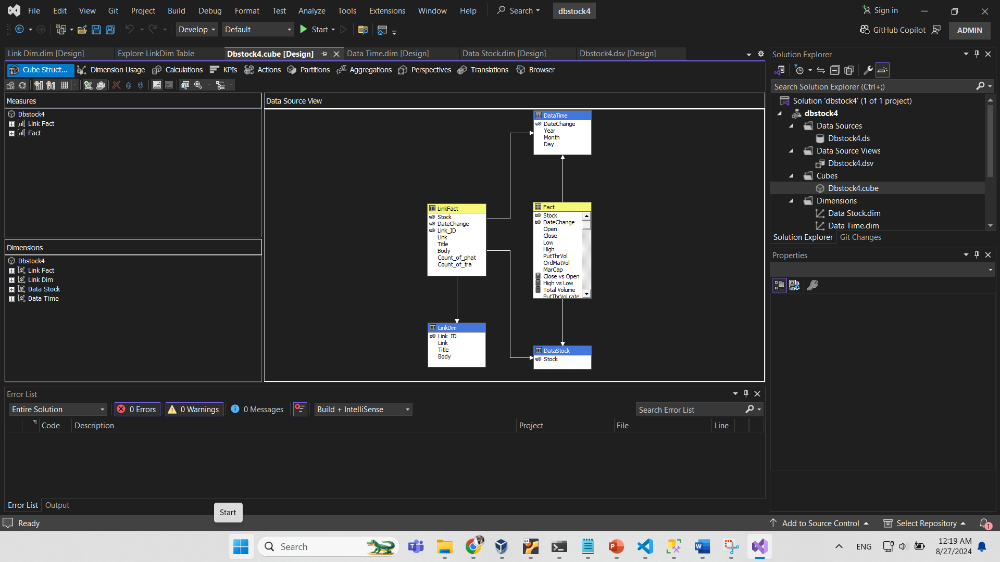 File Edit View Git Project Build Debug Format Test Analyze Tools Extensions Window Help Search dbstock4 Sign in
Develop Default Start GitHub Copilot ADMIN
Link Dim.dim [Design] Explore LinkDim Table Dbstock4.cube [Design] Data Time.dim [Design] Data Stock.dim [Design] Dbstock4.dsv [Design]
Cube Struct... Dimension Usage Calculations KPIs Actions Partitions Aggregations Perspectives Translations Browser
Measures
Dbstock4
Link Fact
Fact
Dimensions
Dbstock4
Link Fact
Link Dim
Data Stock
Data Time
Data Source View
DataTime
DateChange
Year
Month
Day
LinkFact
Stock
DateChange
Link_ID
Link
Title
Body
Count_of_phat
Count_of_tra
Fact
Stock
DateChange
Open
Close
Low
High
PutThrVol
OrdMatVol
MarCap
Close vs Open
High vs Low
Total Volume
PutThrVol rate
LinkDim
Link_ID
Link
Title
Body
DataStock
Stock
Solution Explorer
Search Solution Explorer (Ctrl+;)
Solution 'dbstock4' (1 of 1 project)
dbstock4
Data Sources
Dbstock4.ds
Data Source Views
Dbstock4.dsv
Cubes
Dbstock4.cube
Dimensions
Data Stock.dim
Data Time.dim
Solution Explorer Git Changes
Properties
Error List
Entire Solution 0 Errors 0 Warnings 0 Messages Build + IntelliSense Search Error List
Code Description Project File Line
Error List Output
Start
Ready Add to Source Control Select Repository 1
Search 64 ENG 12:19 AM
8/27/2024